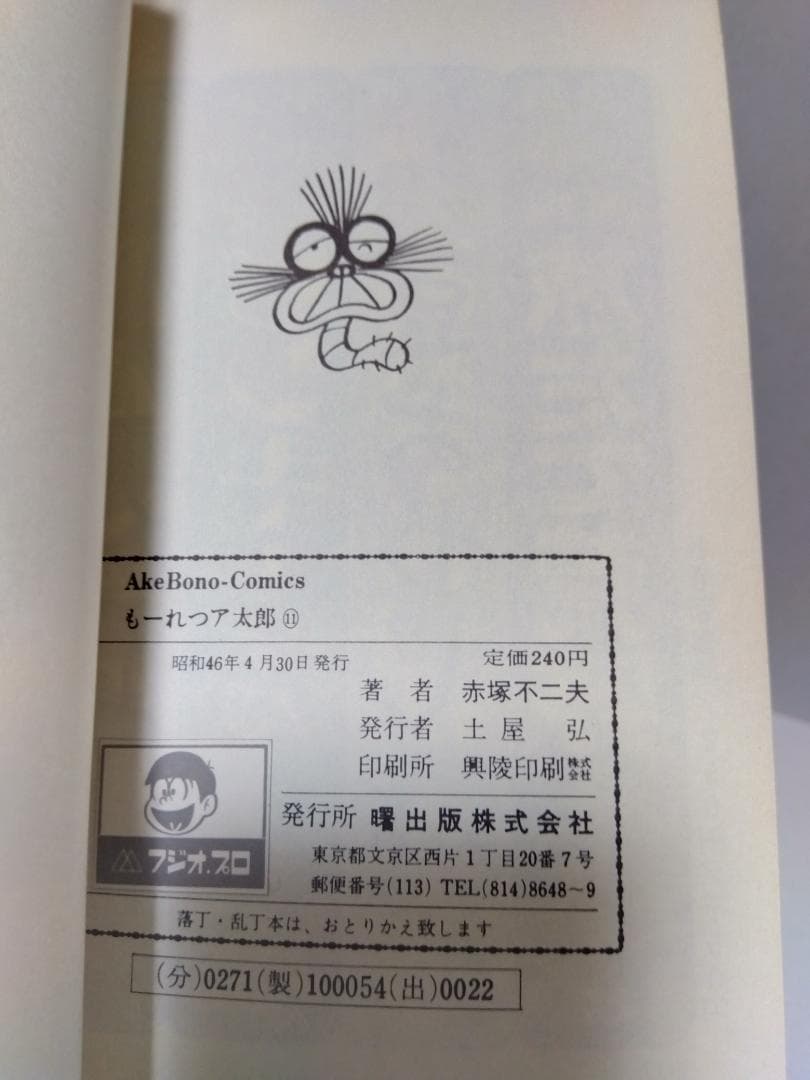 AkeBono-Comics
もーれつア太郎⑪
昭和46年4月30日発行 定価240円
著者 赤塚不二夫
発行者 土屋弘
印刷所 興陵印刷株式会社
フジオ.プロ
発行所 曙出版株式会社
東京都文京区西片1丁目20番7号
郵便番号(113) TEL(814)8648〜9
落丁・乱丁本は、おとりかえ致します
(分)0271(製)100054(出)0022